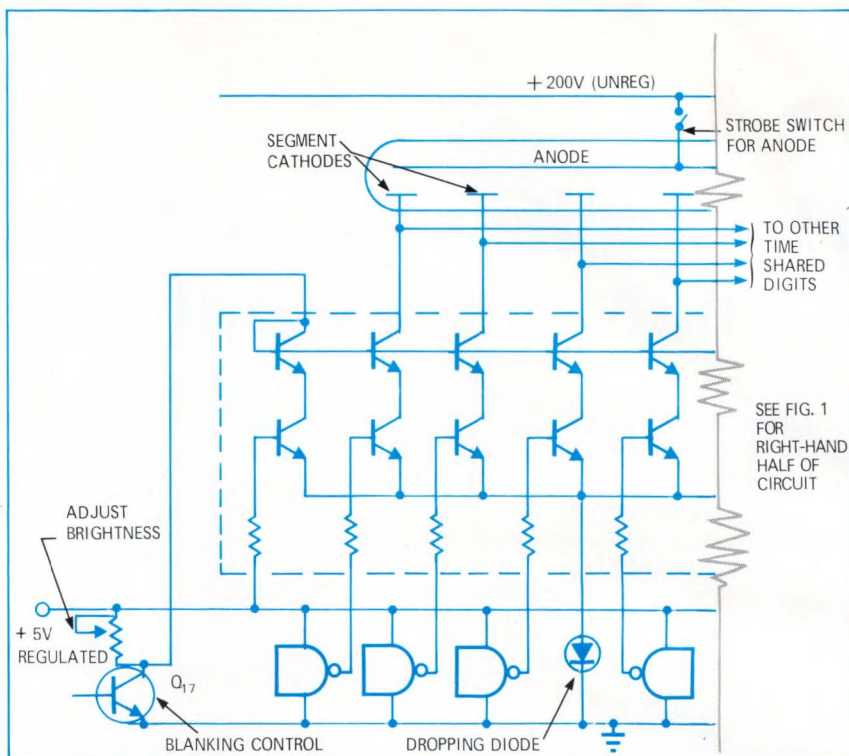 + 200V (UNREG)
STROBE SWITCH
FOR ANODE
SEGMENT
CATHODES
ANODE
TO OTHER
TIME
SHARED
DIGITS
SEE FIG. 1
FOR
RIGHT-HAND
HALF OF
CIRCUIT
ADJUST
BRIGHTNESS
+ 5V
REGULATED
Q17
BLANKING CONTROL
DROPPING DIODE